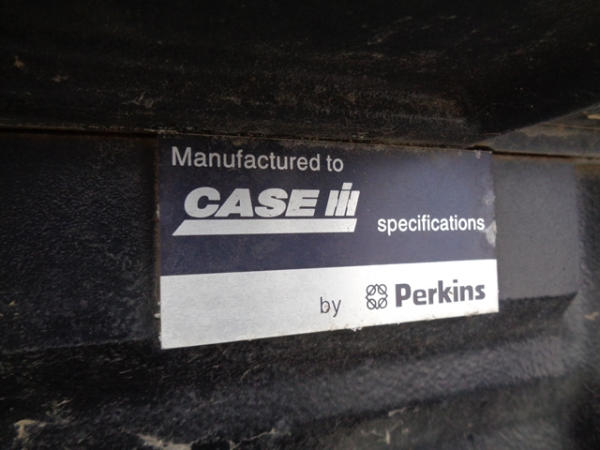 Manufactured to
CASE IH specifications
by Perkins